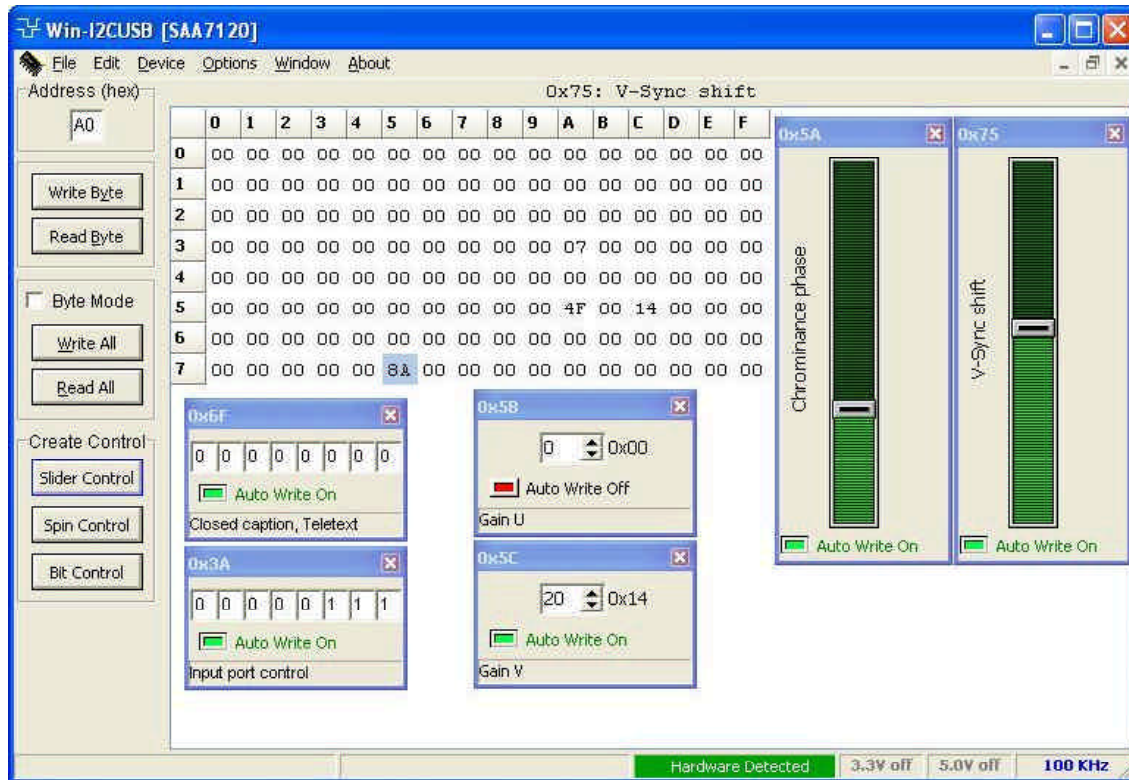 Win-I2CUSB [SAA7120]
File Edit Device Options Window About
Address (hex)
A0
Write Byte
Read Byte
Byte Mode
Write All
Read All
Create Control
Slider Control
Spin Control
Bit Control
0x75: V-Sync shift
0 1 2 3 4 5 6 7 8 9 A B C D E F
0 00 00 00 00 00 00 00 00 00 00 00 00 00 00 00 00
1 00 00 00 00 00 00 00 00 00 00 00 00 00 00 00 00
2 00 00 00 00 00 00 00 00 00 00 00 00 00 00 00 00
3 00 00 00 00 00 00 00 00 00 00 07 00 00 00 00 00
4 00 00 00 00 00 00 00 00 00 00 00 00 00 00 00 00
5 00 00 00 00 00 00 00 00 00 00 4F 00 14 00 00 00
6 00 00 00 00 00 00 00 00 00 00 00 00 00 00 00 00
7 00 00 00 00 00 8A 00 00 00 00 00 00 00 00 00 00
0x6F
0 0 0 0 0 0 0 0
Auto Write On
Closed caption, Teletext
0x3A
0 0 0 0 0 1 1 1
Auto Write On
Input port control
0x5B
0 0x00
Auto Write Off
Gain U
0x5C
20 0x14
Auto Write On
Gain V
0x5A
Chrominance phase
Auto Write On
0x75
V-Sync shift
Auto Write On
Hardware Detected 3.3V off 5.0V off 100 KHz